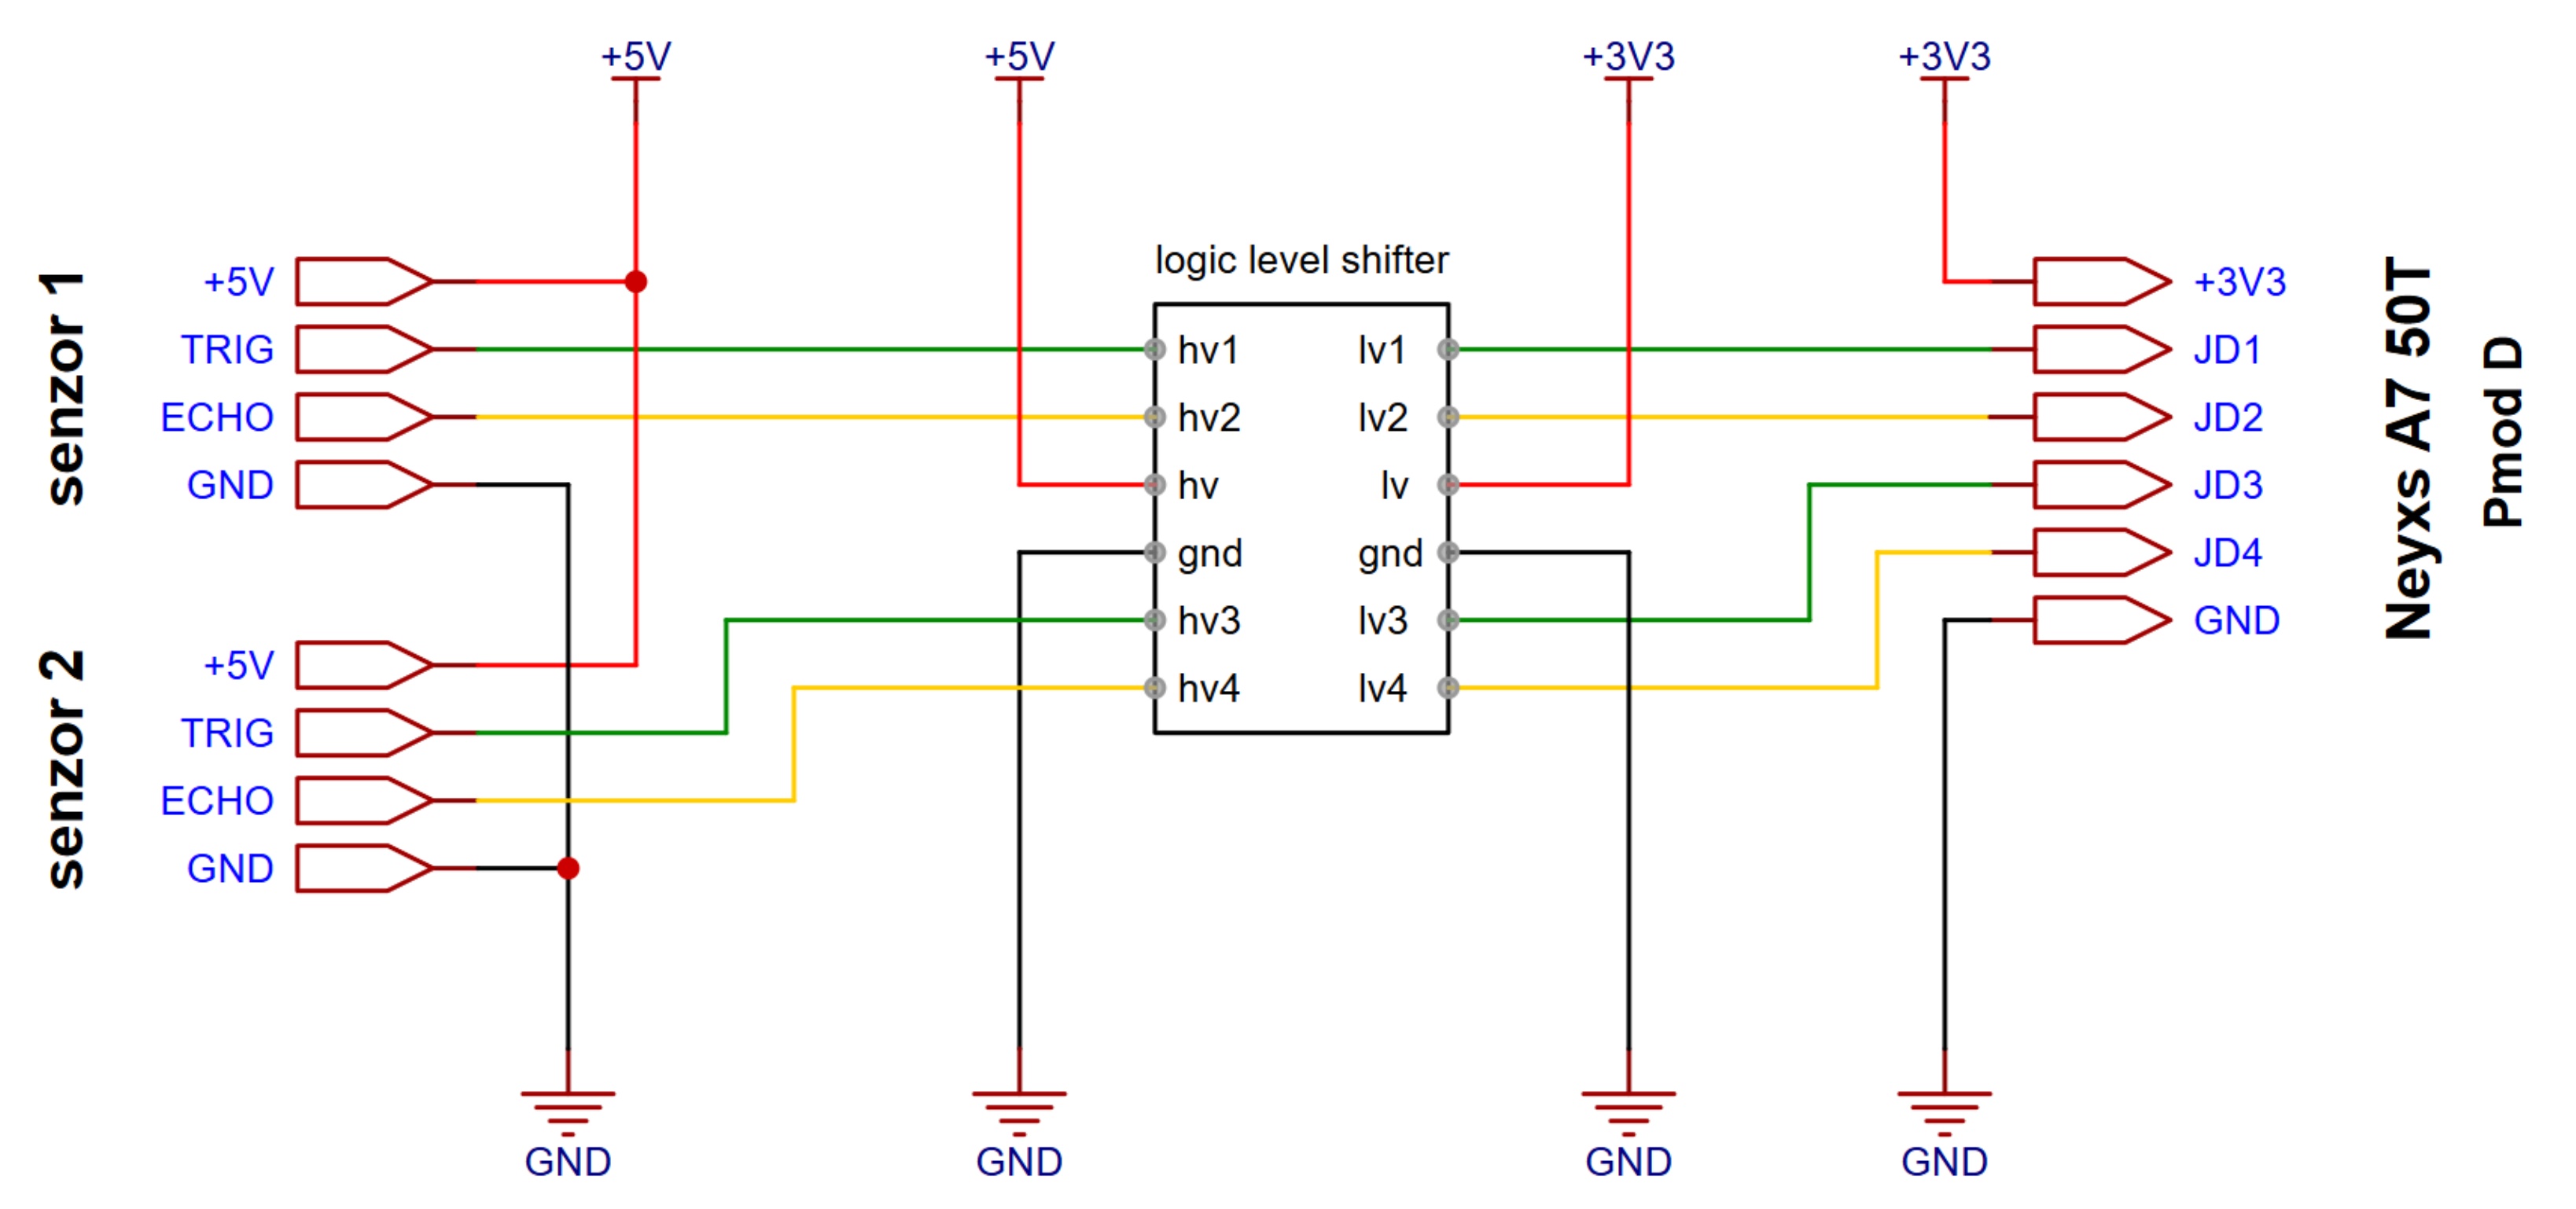 +5V
+5V
+3V3
+3V3
logic level shifter
senzor 1
+5V
TRIG
ECHO
GND
senzor 2
+5V
TRIG
ECHO
GND
hv1
hv2
hv
gnd
hv3
hv4
lv1
lv2
lv
gnd
lv3
lv4
+3V3
JD1
JD2
JD3
JD4
GND
Neyxs A7 50T
Pmod D
GND
GND
GND
GND